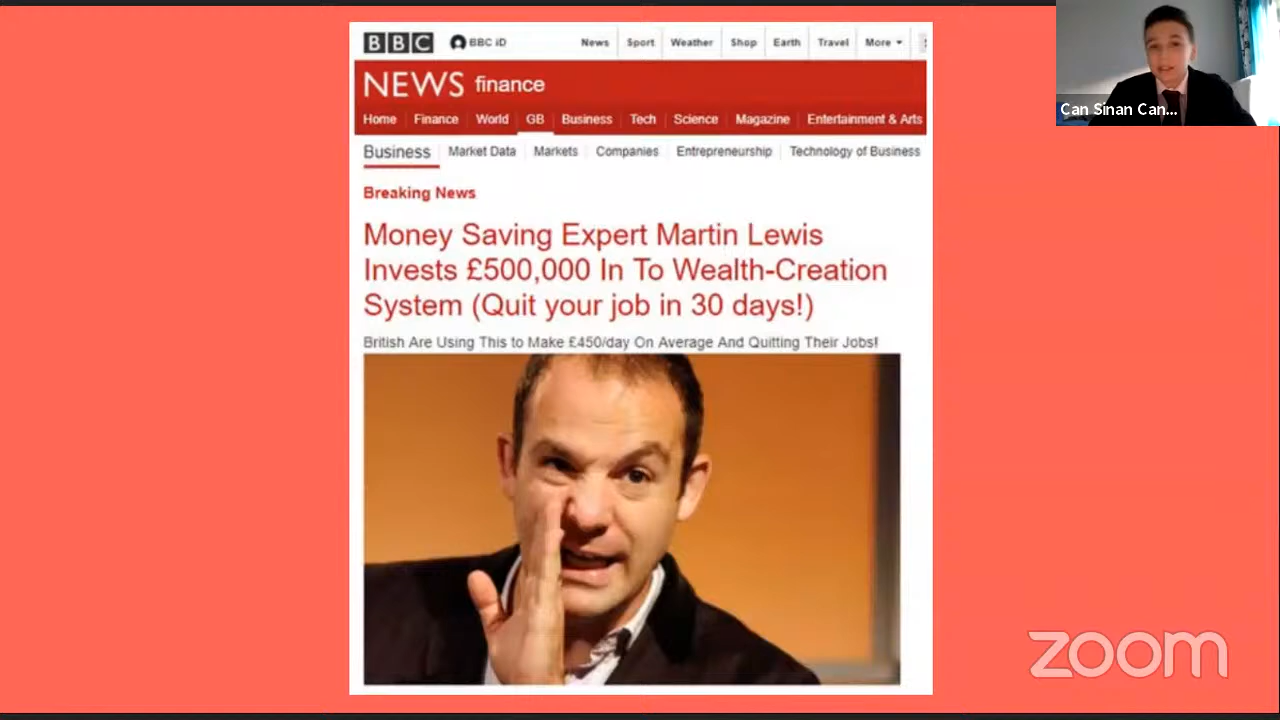 BBC BBC iD News Sport Weather Shop Earth Travel More
NEWS finance
Home Finance World GB Business Tech Science Magazine Entertainment & Arts
Business Market Data Markets Companies Entrepreneurship Technology of Business
Breaking News
Money Saving Expert Martin Lewis
Invests £500,000 In To Wealth-Creation
System (Quit your job in 30 days!)
British Are Using This to Make £450/day On Average And Quitting Their Jobs!
Can Sinan Can...
zoom